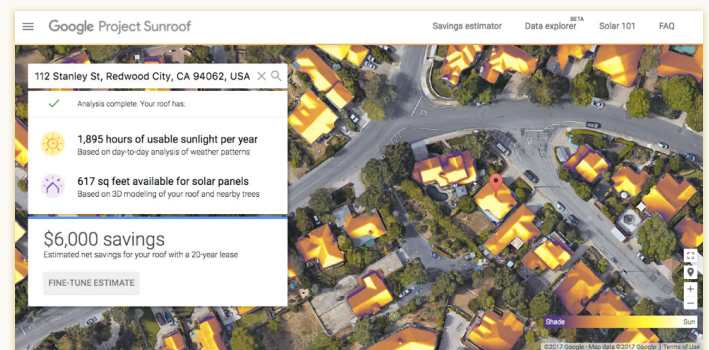 Google Project Sunroof
Savings estimator
Data explorer
BETA
Solar 101
FAQ
112 Stanley St, Redwood City, CA 94062, USA
Analysis complete. Your roof has:
1,895 hours of usable sunlight per year
Based on day-to-day analysis of weather patterns
617 sq feet available for solar panels
Based on 3D modeling of your roof and nearby trees
$6,000 savings
Estimated net savings for your roof with a 20-year lease
FINE-TUNE ESTIMATE
Shade
Sun
©2017 Google - Map data ©2017 Google
Terms of Use